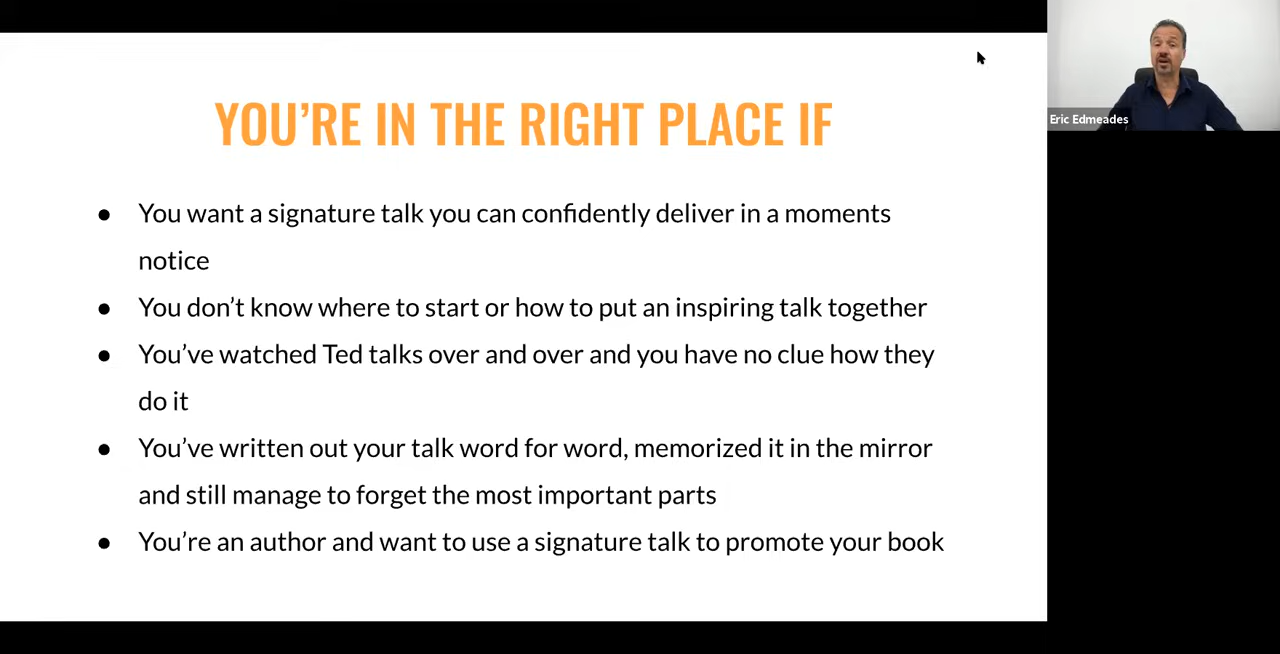 YOU'RE IN THE RIGHT PLACE IF
Eric Edmeades
● You want a signature talk you can confidently deliver in a moments
notice
● You don't know where to start or how to put an inspiring talk together
● You've watched Ted talks over and over and you have no clue how they
do it
● You've written out your talk word for word, memorized it in the mirror
and still manage to forget the most important parts
● You're an author and want to use a signature talk to promote your book